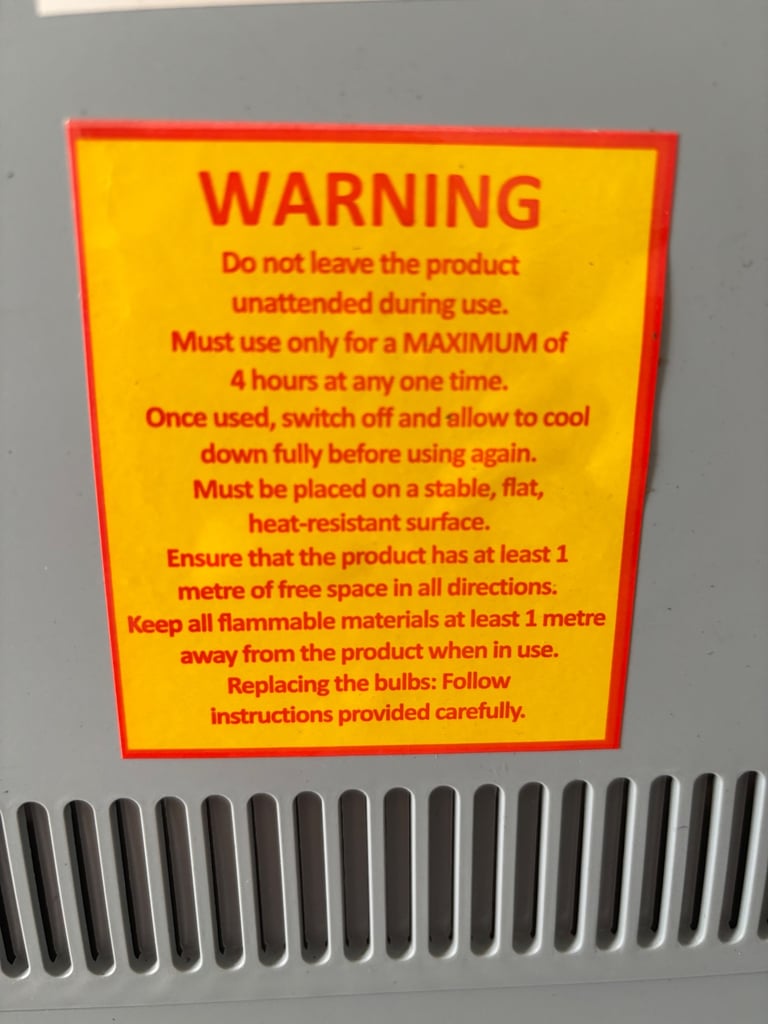 WARNING
Do not leave the product
unattended during use.
Must use only for a MAXIMUM of
4 hours at any one time.
Once used, switch off and allow to cool
down fully before using again.
Must be placed on a stable, flat,
heat-resistant surface.
Ensure that the product has at least 1
metre of free space in all directions.
Keep all flammable materials at least 1 metre
away from the product when in use.
Replacing the bulbs: Follow
instructions provided carefully.